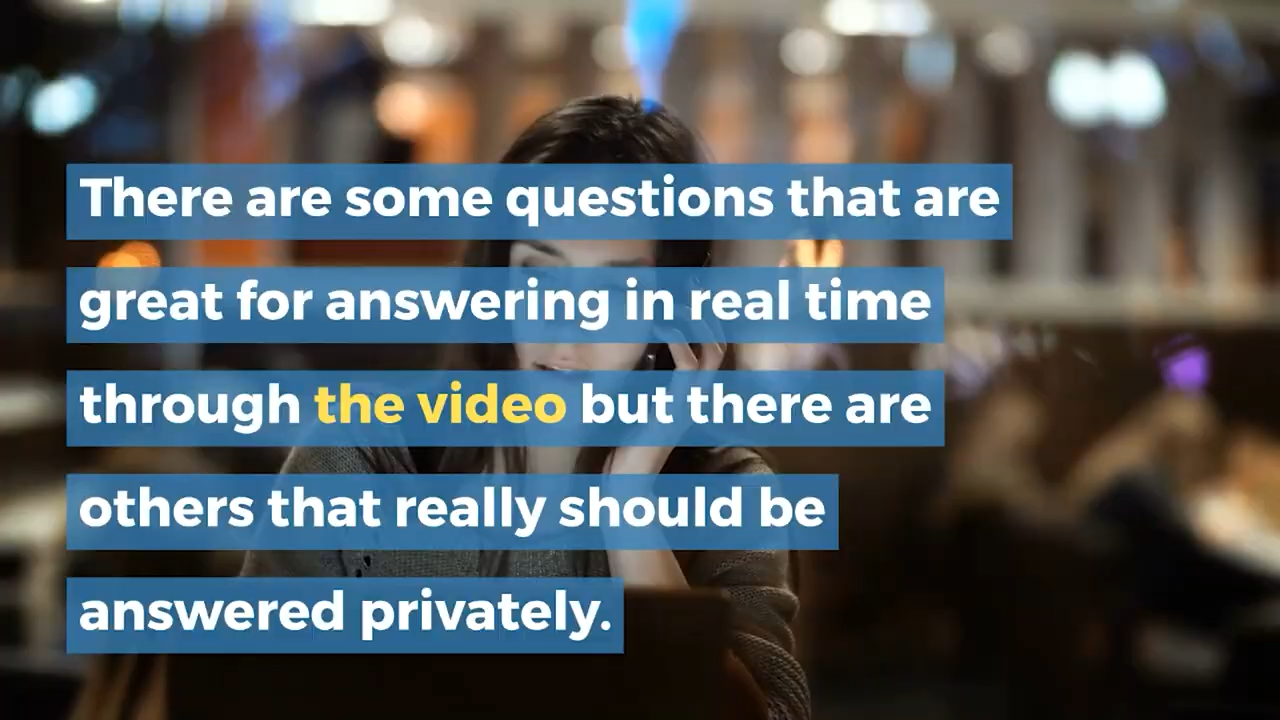 There are some questions that are
great for answering in real time
through the video but there are
others that really should be
answered privately.